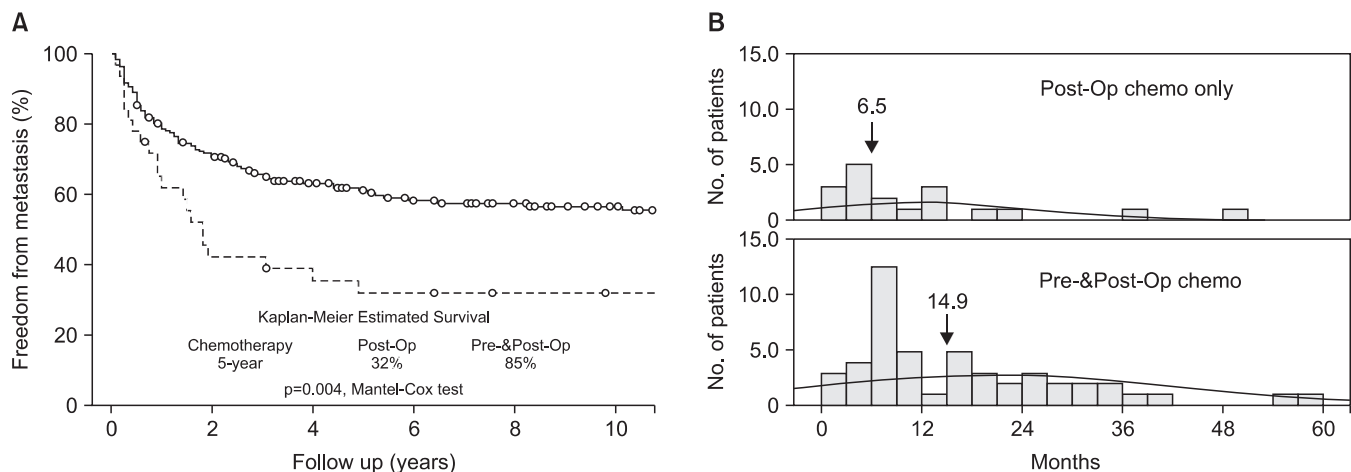 A
100
80
60
40
20
0
Freedom from metastasis (%)
Kaplan-Meier Estimated Survival
Chemotherapy Post-Op Pre-&Post-Op
5-year 32% 85%
p=0.004, Mantel-Cox test
0 2 4 6 8 10
Follow up (years)
B
15.0
10.0
5.0
0
No. of patients
Post-Op chemo only
6.5
15.0
10.0
5.0
0
No. of patients
Pre-&Post-Op chemo
14.9
0 12 24 36 48 60
Months